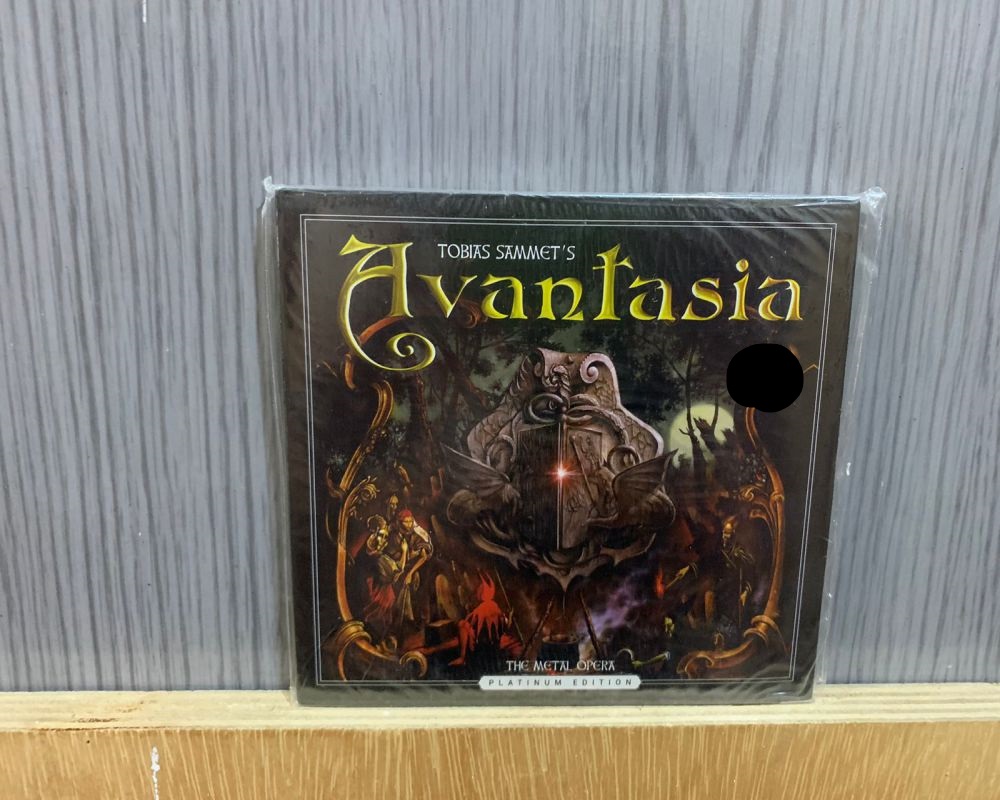 TOBIAS SAMMET'S
Avantasia
THE METAL OPERA
PLATINUM EDITION